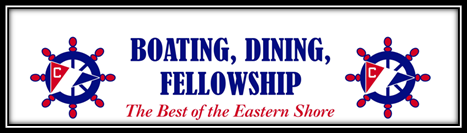 BOATING, DINING,
FELLOWSHIP
The Best of the Eastern Shore
C
C